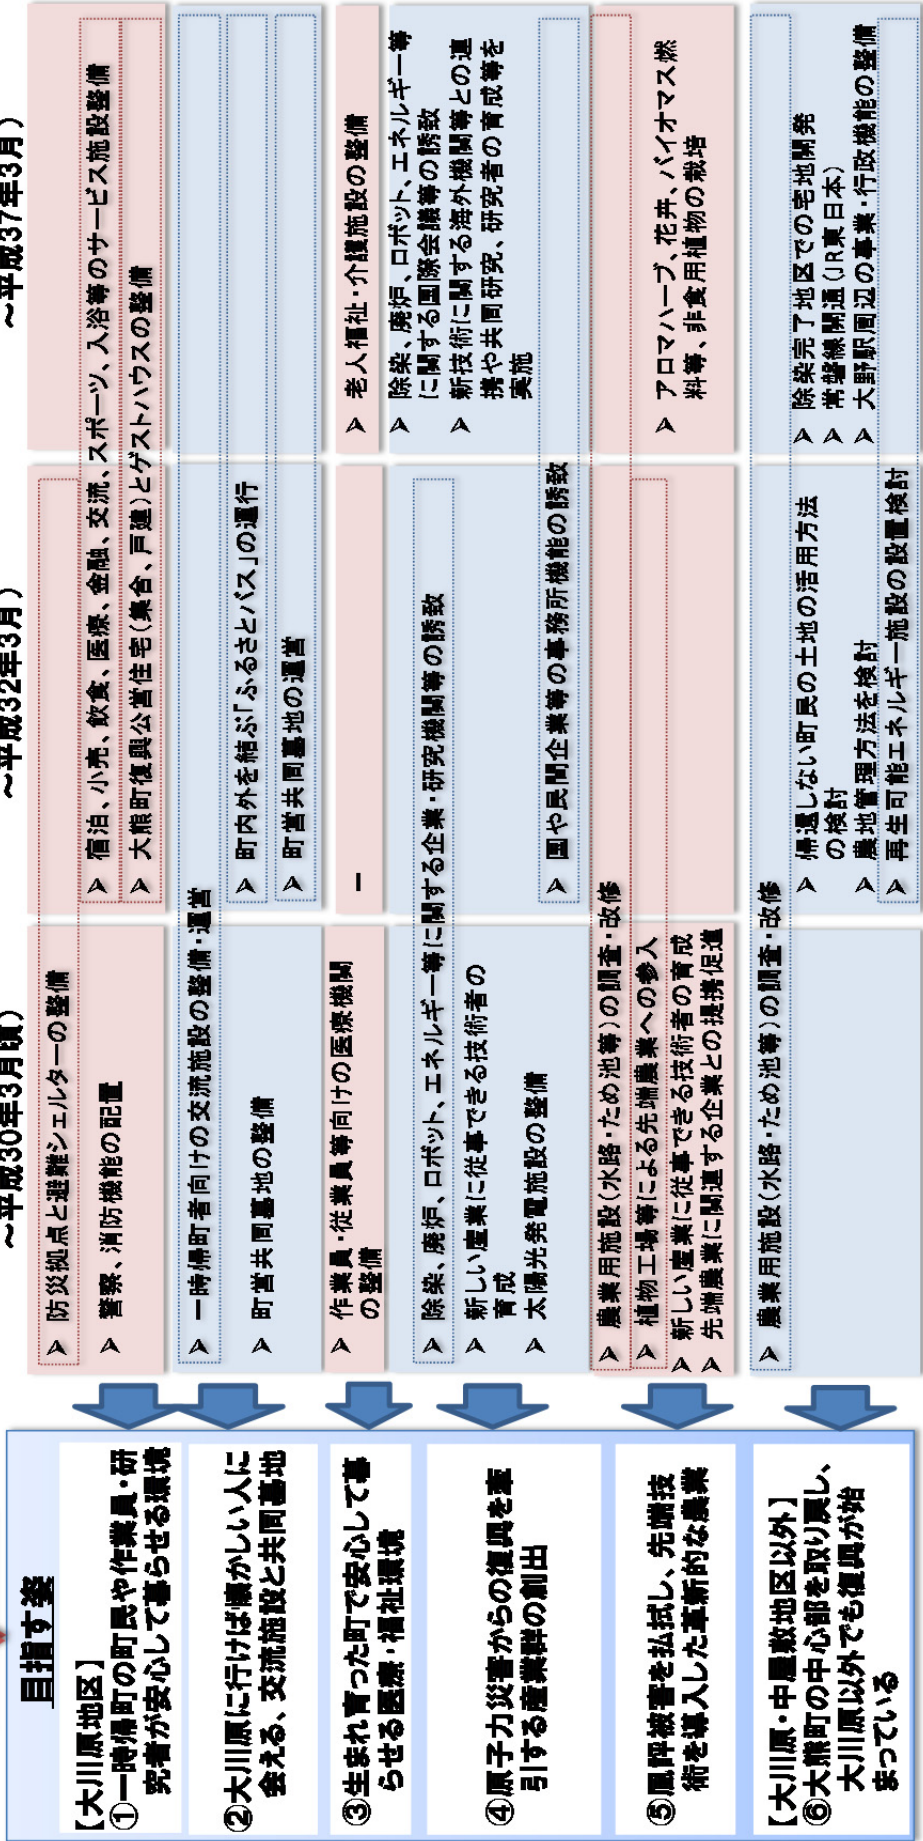 ~平成30年3月頃)
~平成32年3月)
~平成37年3月)
目指す姿
【大川原地区】
①一時帰町の町民や作業員・研
究者が安心して暮らせる環境
➢ 防災拠点と避難シェルターの整備
➢ 警察、消防機能の配置
➢ 宿泊、小売、飲食、医療、金融、交流、スポーツ、入浴等のサービス施設整備
➢ 大熊町復興公営住宅(集合、戸建)とゲストハウスの整備
②大川原に行けば懐かしい人に
会える、交流施設と共同墓地
➢ 一時帰町者向けの交流施設の整備・運営
➢ 町営共同墓地の整備
➢ 町内外を結ぶ「ふるさとバス」の運行
➢ 町営共同墓地の運営
③生まれ育った町で安心して暮
らせる医療・福祉環境
➢ 作業員・従業員等向けの医療機関
の整備
ー
➢ 老人福祉・介護施設の整備
④原子力災害からの復興を牽
引する産業群の創出
➢ 除染、廃炉、ロボット、エネルギー等に関する企業・研究機関等の誘致
➢ 新しい産業に従事できる技術者の
育成
➢ 太陽光発電施設の整備
➢ 国や民間企業等の事務所機能の誘致
➢ 除染、廃炉、ロボット、エネルギー等
に関する国際会議等の誘致
➢ 新技術に関する海外機関等との連
携や共同研究、研究者の育成等を
実施
⑤風評被害を払拭し、先端技
術を導入した革新的な農業
➢ 農業用施設(水路・ため池等)の調査・改修
➢ 植物工場等による先端農業への参入
➢ 新しい産業に従事できる技術者の育成
➢ 先端農業に関連する企業との提携促進
➢ アロマハーブ、花卉、バイオマス燃
料等、非食用植物の栽培
【大川原・中屋敷地区以外】
⑥大熊町の中心部を取り戻し、
大川原以外でも復興が始
まっている
➢ 農業用施設(水路・ため池等)の調査・改修
➢ 帰還しない町民の土地の活用方法
の検討
➢ 農地管理方法を検討
➢ 再生可能エネルギー施設の設置検討
➢ 除染完了地区での宅地開発
➢ 常磐線開通(JR東日本)
➢ 大野駅周辺の事業・行政機能の整備